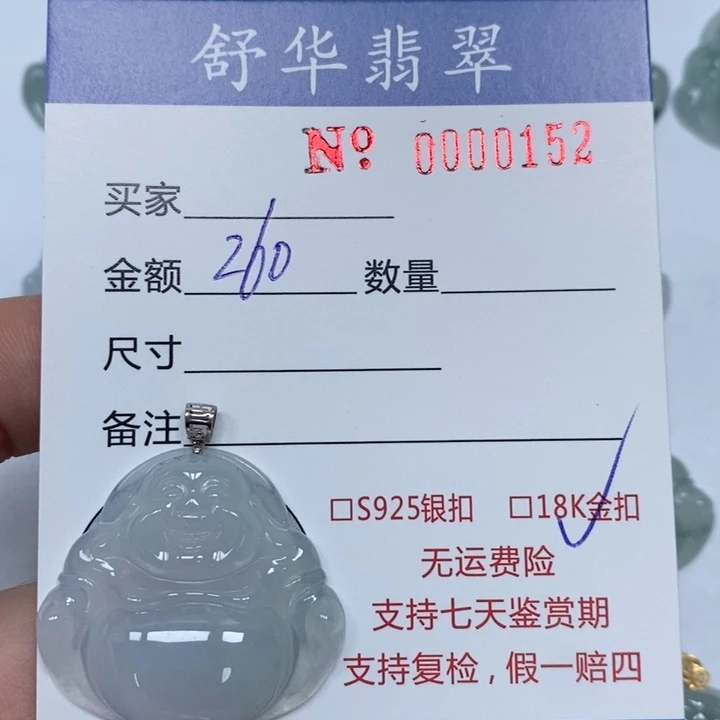 舒华翡翠
Nº 0000152
买家
金额 260 数量
尺寸
备注
□S925银扣 □18K金扣
无运费险
支持七天鉴赏期
支持复检,假一赔四